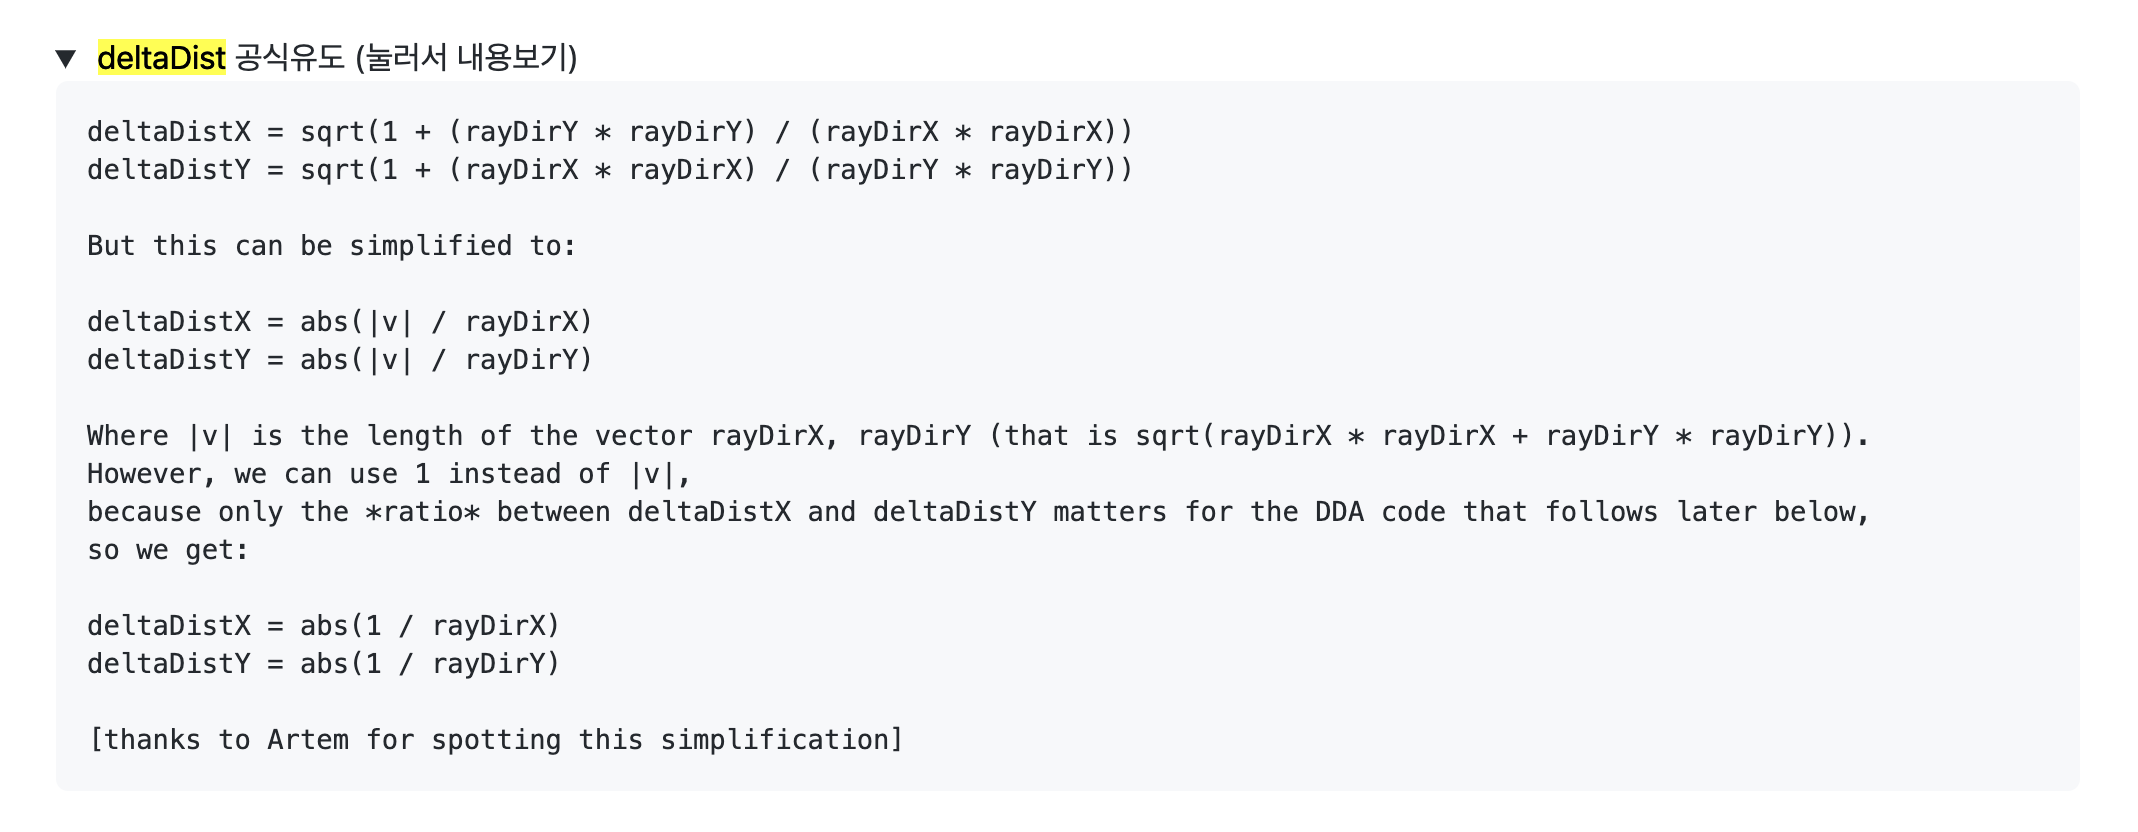 ▼ deltaDist 공식유도 (눌러서 내용보기)
deltaDistX = sqrt(1 + (rayDirY * rayDirY) / (rayDirX * rayDirX))
deltaDistY = sqrt(1 + (rayDirX * rayDirX) / (rayDirY * rayDirY))
But this can be simplified to:
deltaDistX = abs(|v| / rayDirX)
deltaDistY = abs(|v| / rayDirY)
Where |v| is the length of the vector rayDirX, rayDirY (that is sqrt(rayDirX * rayDirX + rayDirY * rayDirY)).
However, we can use 1 instead of |v|,
because only the *ratio* between deltaDistX and deltaDistY matters for the DDA code that follows later below,
so we get:
deltaDistX = abs(1 / rayDirX)
deltaDistY = abs(1 / rayDirY)
[thanks to Artem for spotting this simplification]